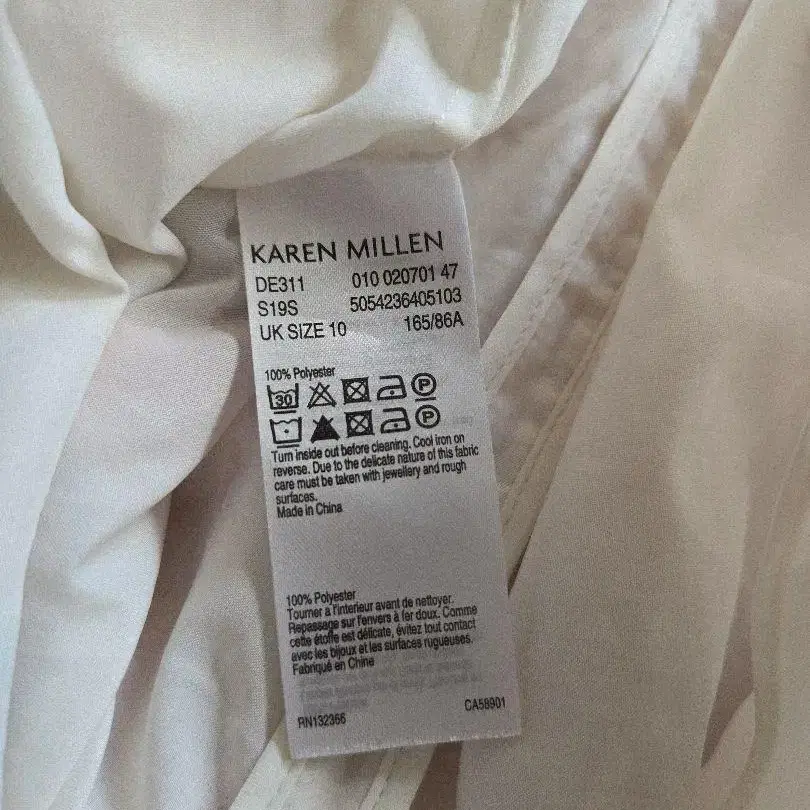 KAREN MILLEN
DE311 010 020701 47
S19S 5054236405103
UK SIZE 10 165/86A
100% Polyester
30 P
P
Turn inside out before cleaning. Cool iron on
reverse. Due to the delicate nature of this fabric
care must be taken with jewellery and rough
surfaces.
Made in China
100% Polyester
Tourner a l'interieur avant de nettoyer.
Repassage sur l'envers à fer doux. Comme
cette étoffe est délicate, évitez tout contact
avec les bijoux et les surfaces rugueuses.
Fabriqué en Chine
RN132366 CA58901